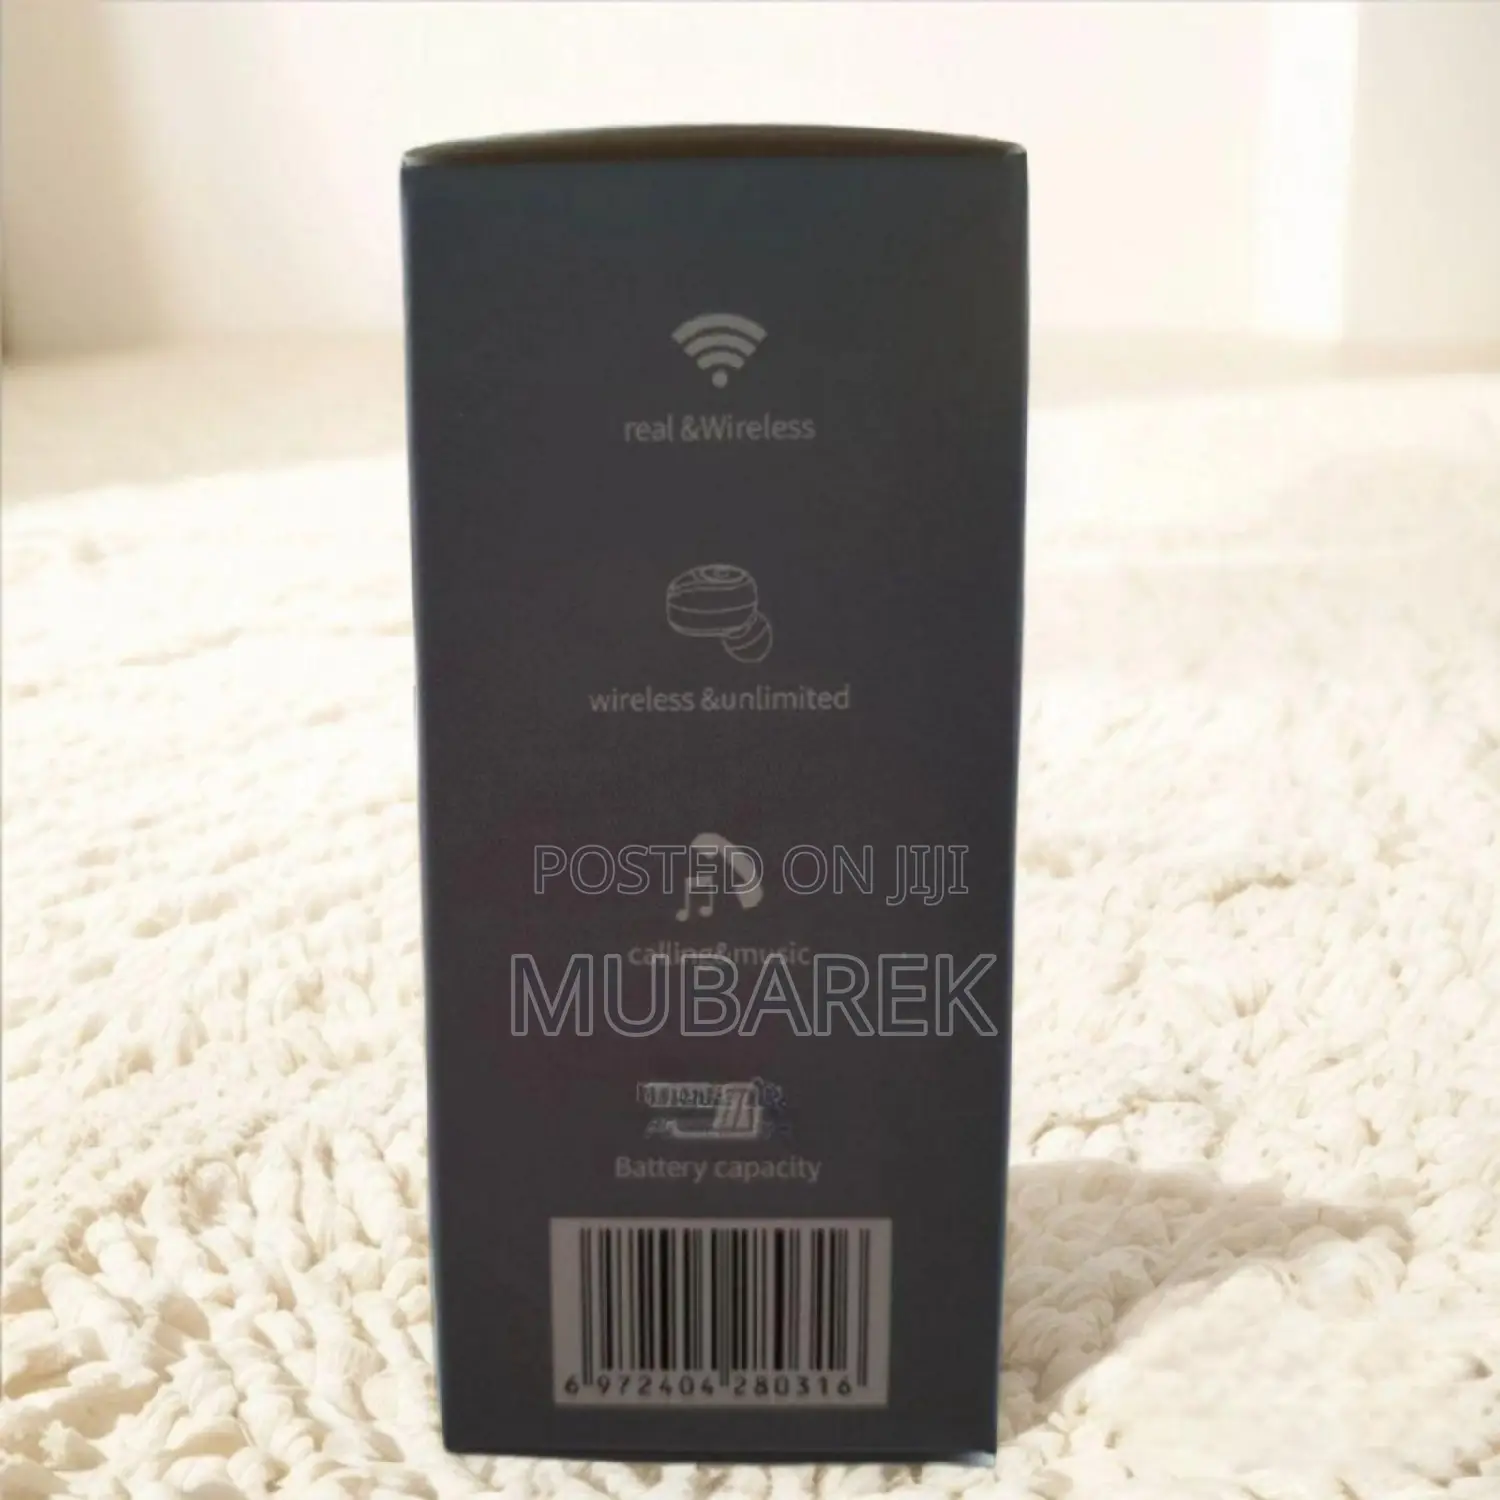 real &Wireless
wireless &unlimited
POSTED ON JIJI
calling&music
MUBAREK
Battery capacity
6 972404 280316